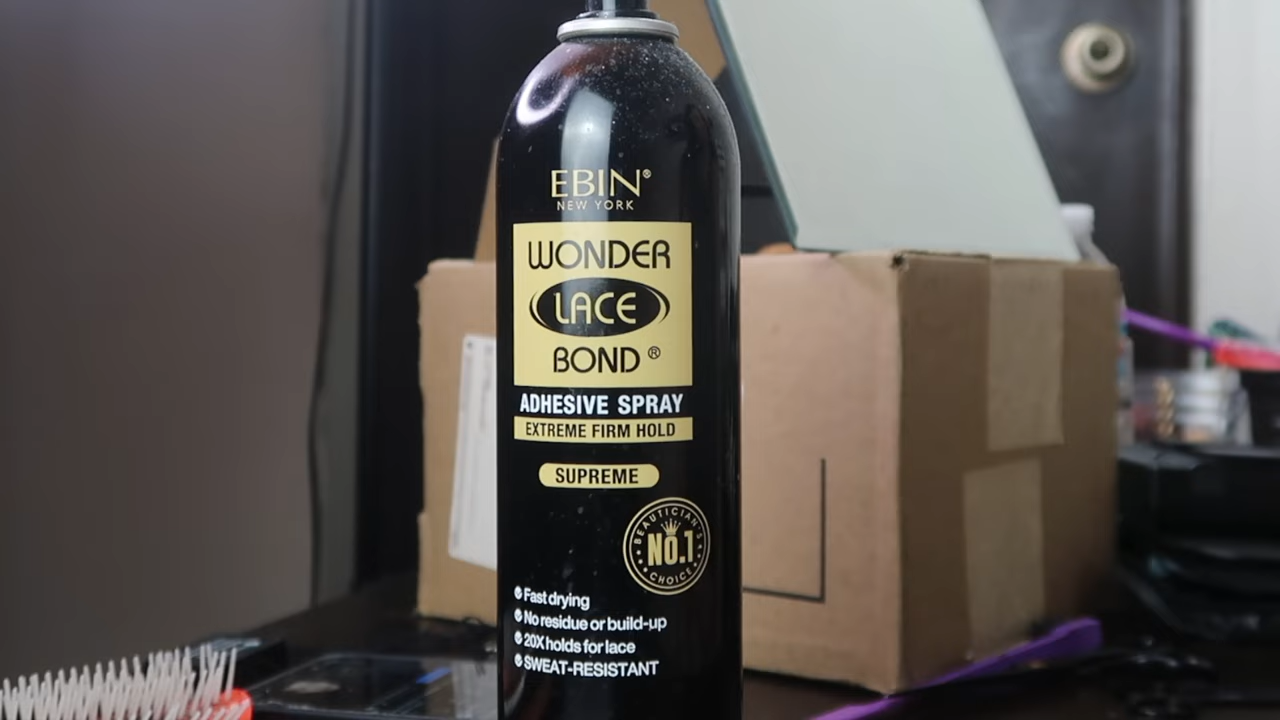 EBIN®
NEW YORK
WONDER
LACE
BOND®
ADHESIVE SPRAY
EXTREME FIRM HOLD
SUPREME
BEAUTICIAN'S
NO.1
CHOICE
Fast drying
No residue or build-up
20X holds for lace
SWEAT-RESISTANT